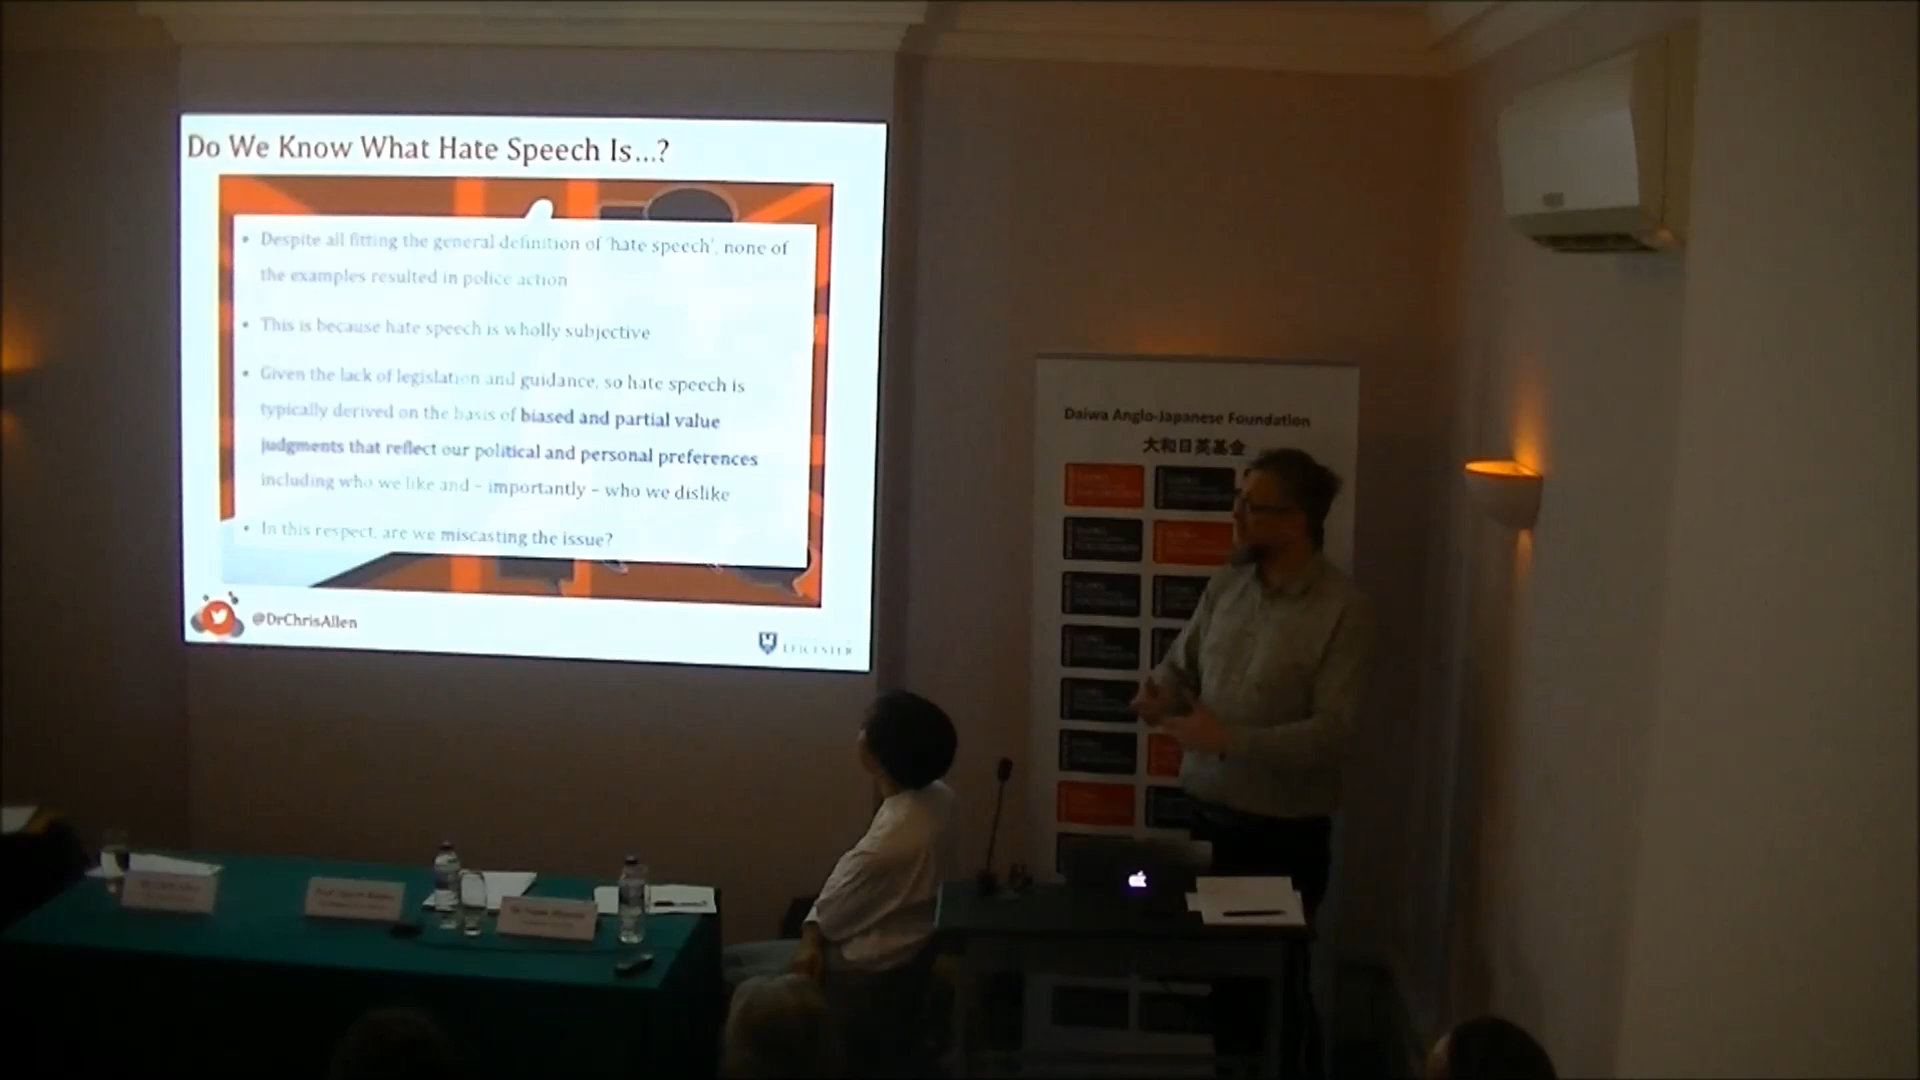 Do We Know What Hate Speech Is...?
• Despite all fitting the general definition of 'hate speech', none of
the examples resulted in police action
• This is because hate speech is wholly subjective
• Given the lack of legislation and guidance, so hate speech is
typically derived on the basis of biased and partial value
judgments that reflect our political and personal preferences
including who we like and – importantly – who we dislike
• In this respect, are we miscasting the issue?
@DrChrisAllen
LEICESTER
Daiwa Anglo-Japanese Foundation
大和日英基金